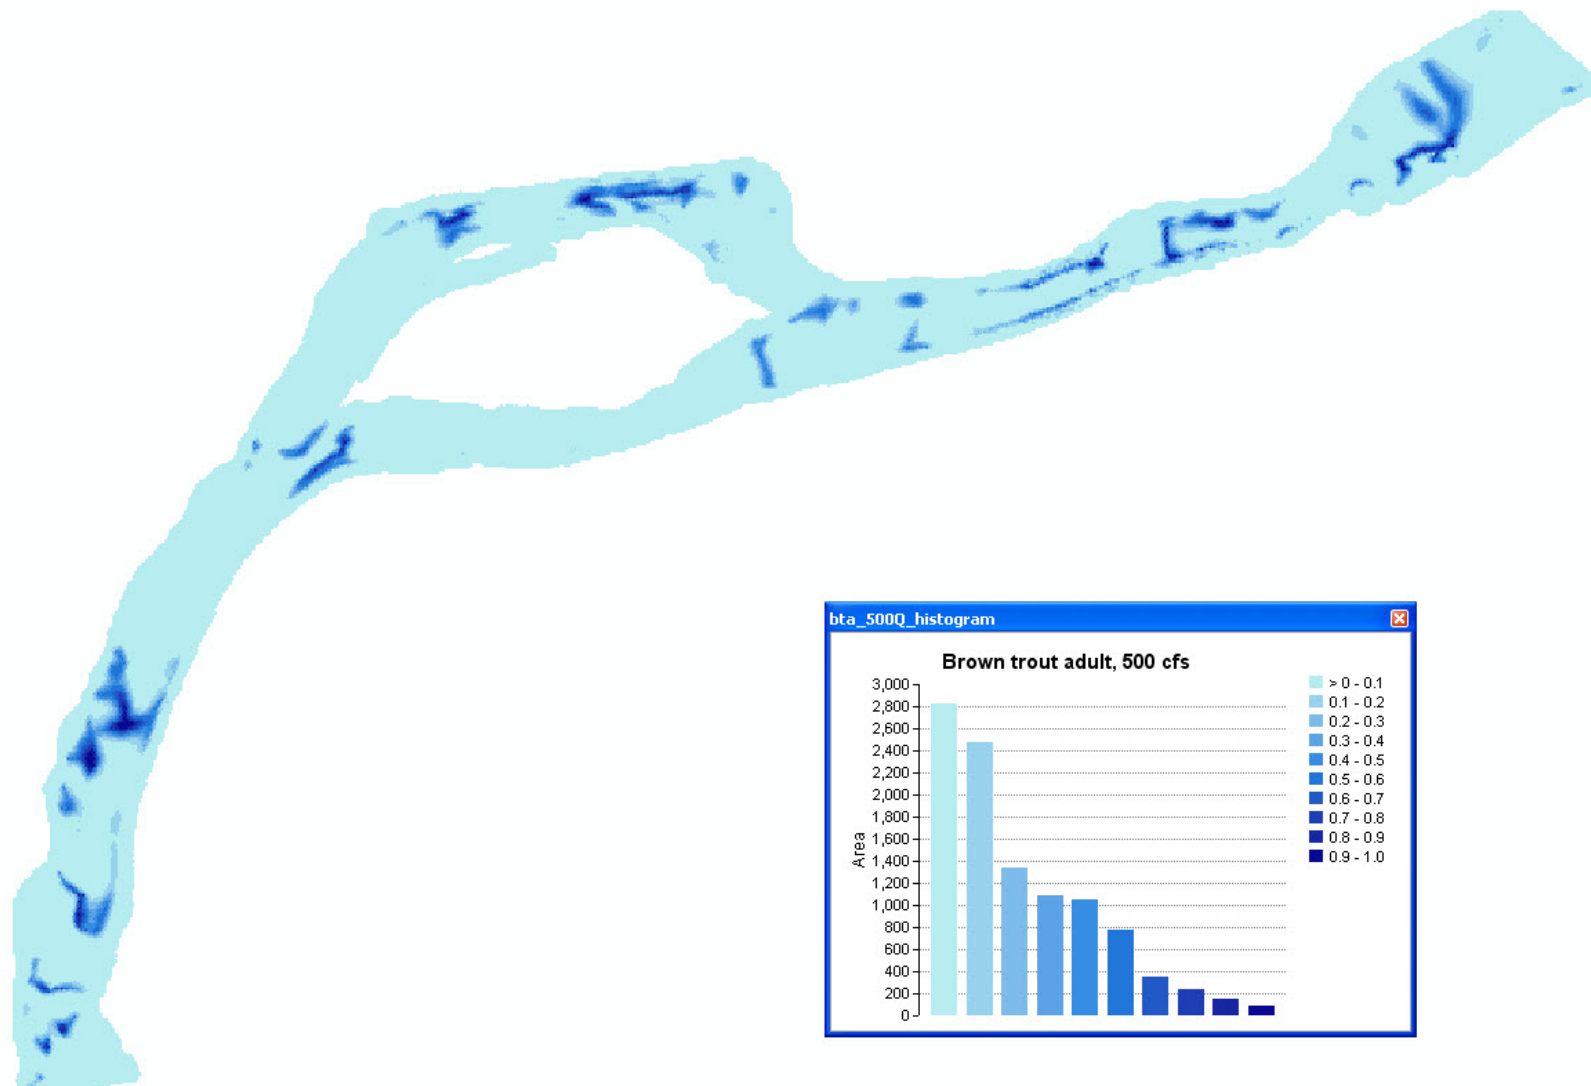 bta_500Q_histogram
Brown trout adult, 500 cfs
3,000
2,800
2,600
2,400
2,200
2,000
1,800
1,600
1,400
1,200
1,000
800
600
400
200
0
Area
> 0 - 0.1
0.1 - 0.2
0.2 - 0.3
0.3 - 0.4
0.4 - 0.5
0.5 - 0.6
0.6 - 0.7
0.7 - 0.8
0.8 - 0.9
0.9 - 1.0